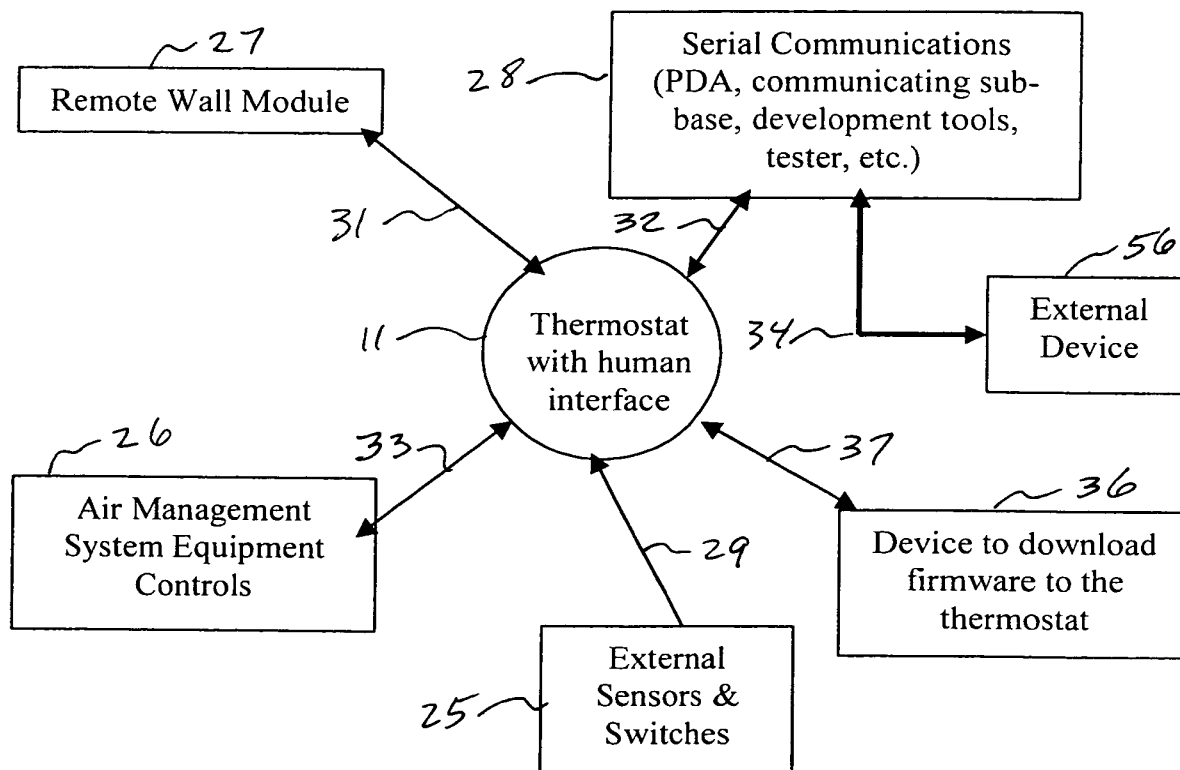 27
Remote Wall Module
28
Serial Communications
(PDA, communicating sub-
base, development tools,
tester, etc.)
31
32
56
External
Device
34
11
Thermostat
with human
interface
26
33
Air Management
System Equipment
Controls
37
36
Device to download
firmware to the
thermostat
29
25
External
Sensors &
Switches